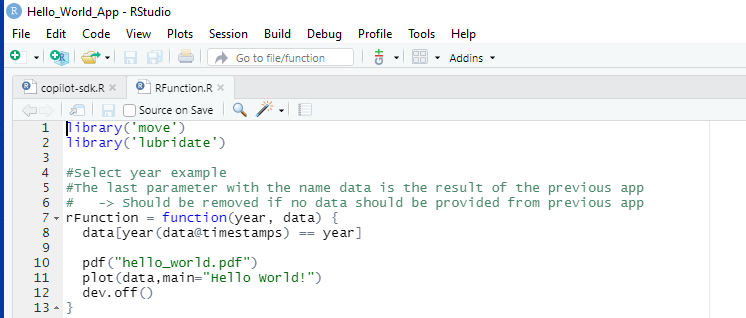 Hello_World_App - RStudio
File Edit Code View Plots Session Build Debug Profile Tools Help
Go to file/function Addins
copilot-sdk.R RFunction.R
Source on Save
1 library('move')
2 library('lubridate')
3
4 #Select year example
5 #The last parameter with the name data is the result of the previous app
6 #   -> Should be removed if no data should be provided from previous app
7 rFunction = function(year, data) {
8   data[year(data@timestamps) == year]
9
10   pdf("hello_world.pdf")
11   plot(data,main="Hello World!")
12   dev.off()
13 }